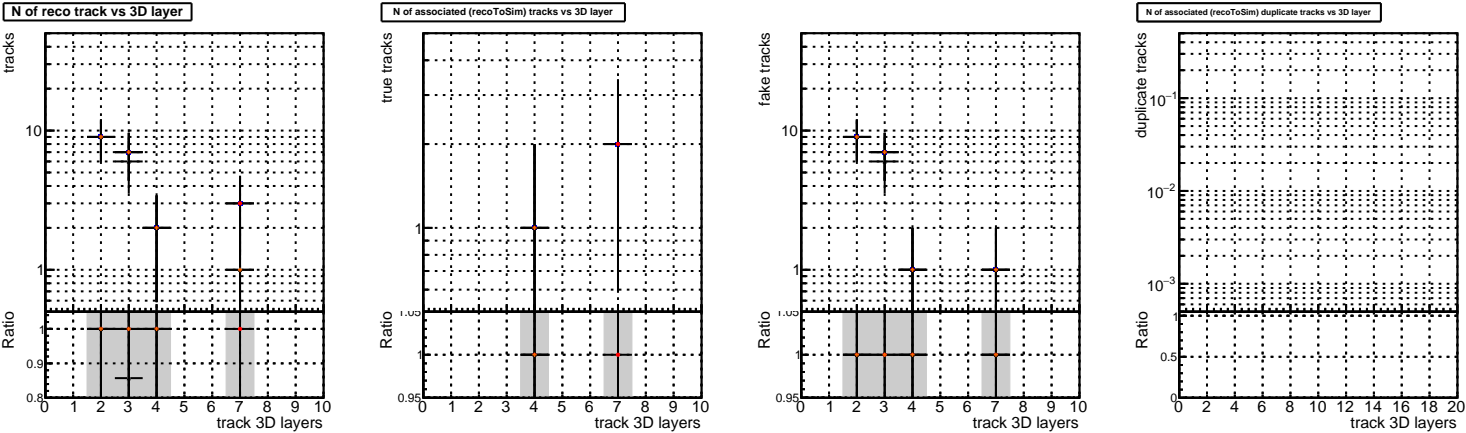 N of reco track vs 3D layer
tracks
10
1
Ratio
1
0.9
0.8
0 1 2 3 4 5 6 7 8 9 10
track 3D layers
N of associated (recoToSim) tracks vs 3D layer
true tracks
1
Ratio
1.05
1
0.95
0 1 2 3 4 5 6 7 8 9 10
track 3D layers
fake tracks
10
1
Ratio
1.05
1
0.95
0 1 2 3 4 5 6 7 8 9 10
track 3D layers
N of associated (recoToSim) duplicate tracks vs 3D layer
duplicate tracks
10⁻¹
10⁻²
10⁻³
Ratio
1
0.5
0
0 2 4 6 8 10 12 14 16 18 20
track 3D layers